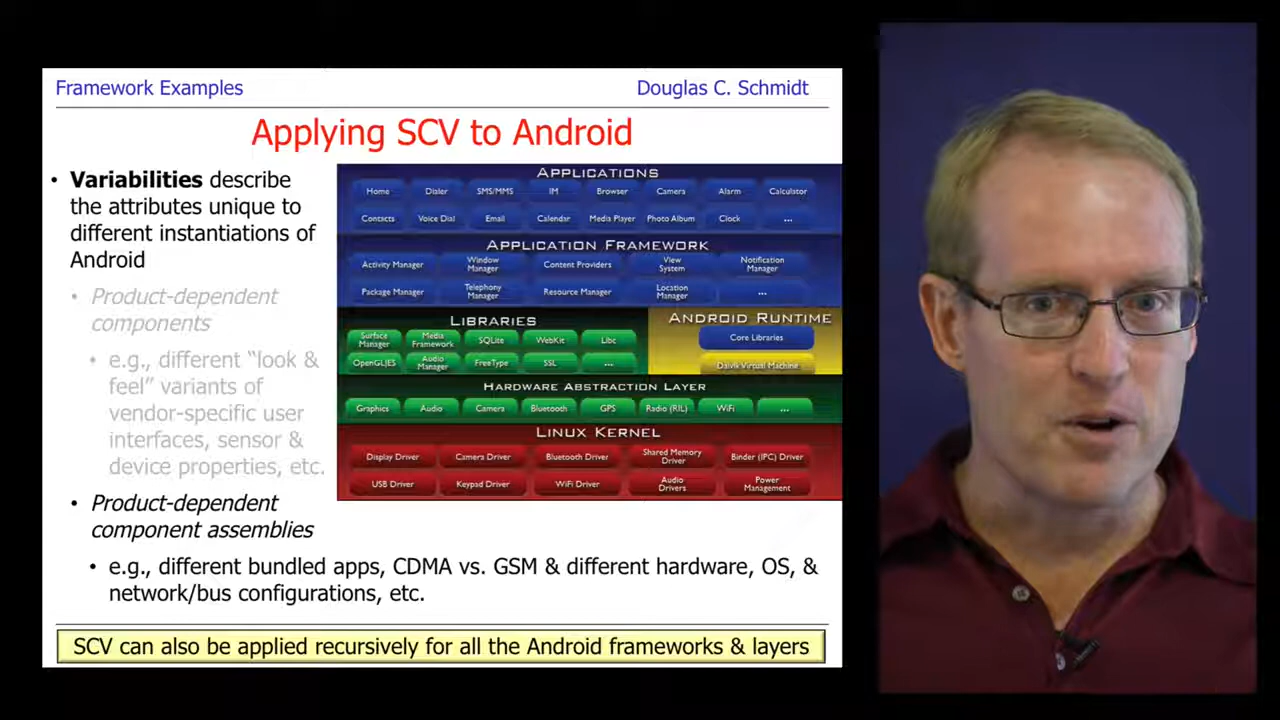 Framework Examples
Douglas C. Schmidt
Applying SCV to Android
• Variabilities describe
the attributes unique to
different instantiations of
Android
• Product-dependent
components
• e.g., different “look &
feel” variants of
vendor-specific user
interfaces, sensor &
device properties, etc.
• Product-dependent
component assemblies
• e.g., different bundled apps, CDMA vs. GSM & different hardware, OS, &
network/bus configurations, etc.
APPLICATIONS
Home Dialer SMS/MMS IM Browser Camera Alarm Calculator
Contacts Voice Dial Email Calendar Media Player Photo Album Clock ...
APPLICATION FRAMEWORK
Activity Manager Window Manager Content Providers View System Notification Manager
Package Manager Telephony Manager Resource Manager Location Manager ...
LIBRARIES
Surface Manager Media Framework SQLite WebKit Libc
OpenGL|ES Audio Manager FreeType SSL ...
ANDROID RUNTIME
Core Libraries
Dalvik Virtual Machine
HARDWARE ABSTRACTION LAYER
Graphics Audio Camera Bluetooth GPS Radio (RIL) WiFi ...
LINUX KERNEL
Display Driver Camera Driver Bluetooth Driver Shared Memory Driver Binder (IPC) Driver
USB Driver Keypad Driver WiFi Driver Audio Drivers Power Management
SCV can also be applied recursively for all the Android frameworks & layers